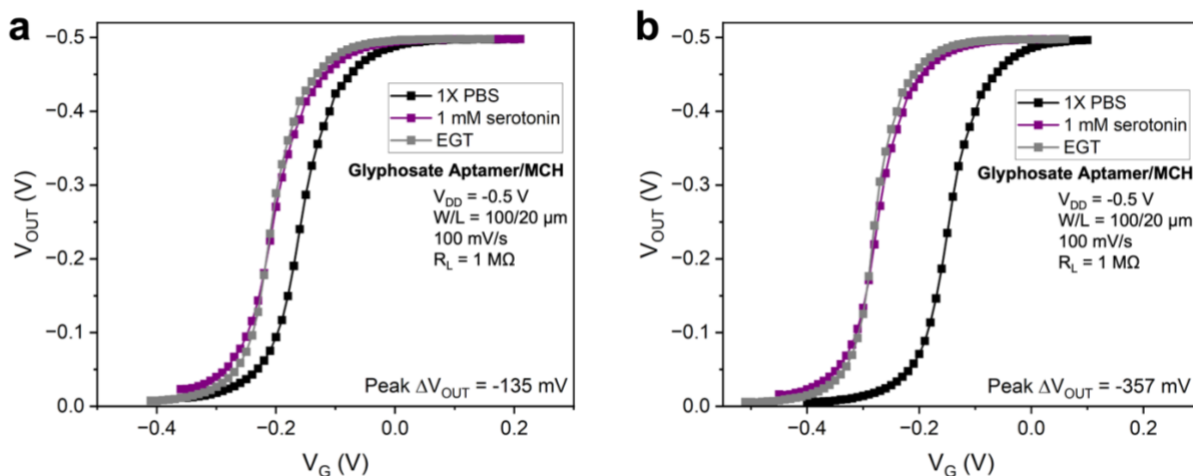 a
−0.5
−0.4
−0.3
−0.2
−0.1
0.0
V_OUT (V)
1X PBS
1 mM serotonin
EGT
Glyphosate Aptamer/MCH
V_DD = -0.5 V
W/L = 100/20 μm
100 mV/s
R_L = 1 MΩ
Peak ΔV_OUT = -135 mV
−0.4 −0.2 0.0 0.2
V_G (V)
b
−0.5
−0.4
−0.3
−0.2
−0.1
0.0
V_OUT (V)
1X PBS
1 mM serotonin
EGT
Glyphosate Aptamer/MCH
V_DD = -0.5 V
W/L = 100/20 μm
100 mV/s
R_L = 1 MΩ
Peak ΔV_OUT = -357 mV
−0.4 −0.2 0.0 0.2
V_G (V)